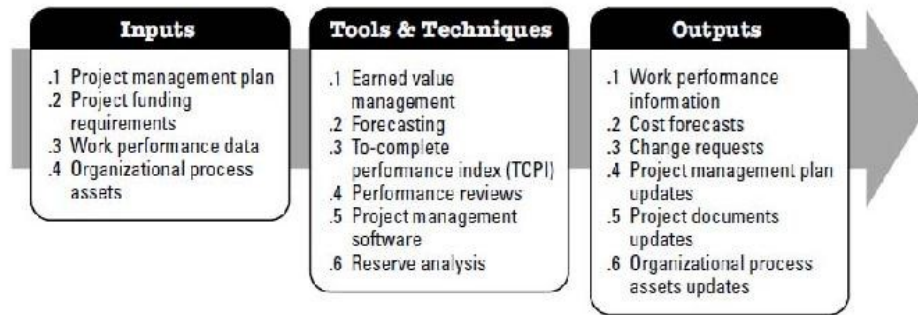 Inputs
.1 Project management plan
.2 Project funding
requirements
.3 Work performance data
.4 Organizational process
assets
Tools & Techniques
.1 Earned value
management
.2 Forecasting
.3 To-complete
performance index (TCPI)
.4 Performance reviews
.5 Project management
software
.6 Reserve analysis
Outputs
.1 Work performance
information
.2 Cost forecasts
.3 Change requests
.4 Project management plan
updates
.5 Project documents
updates
.6 Organizational process
assets updates